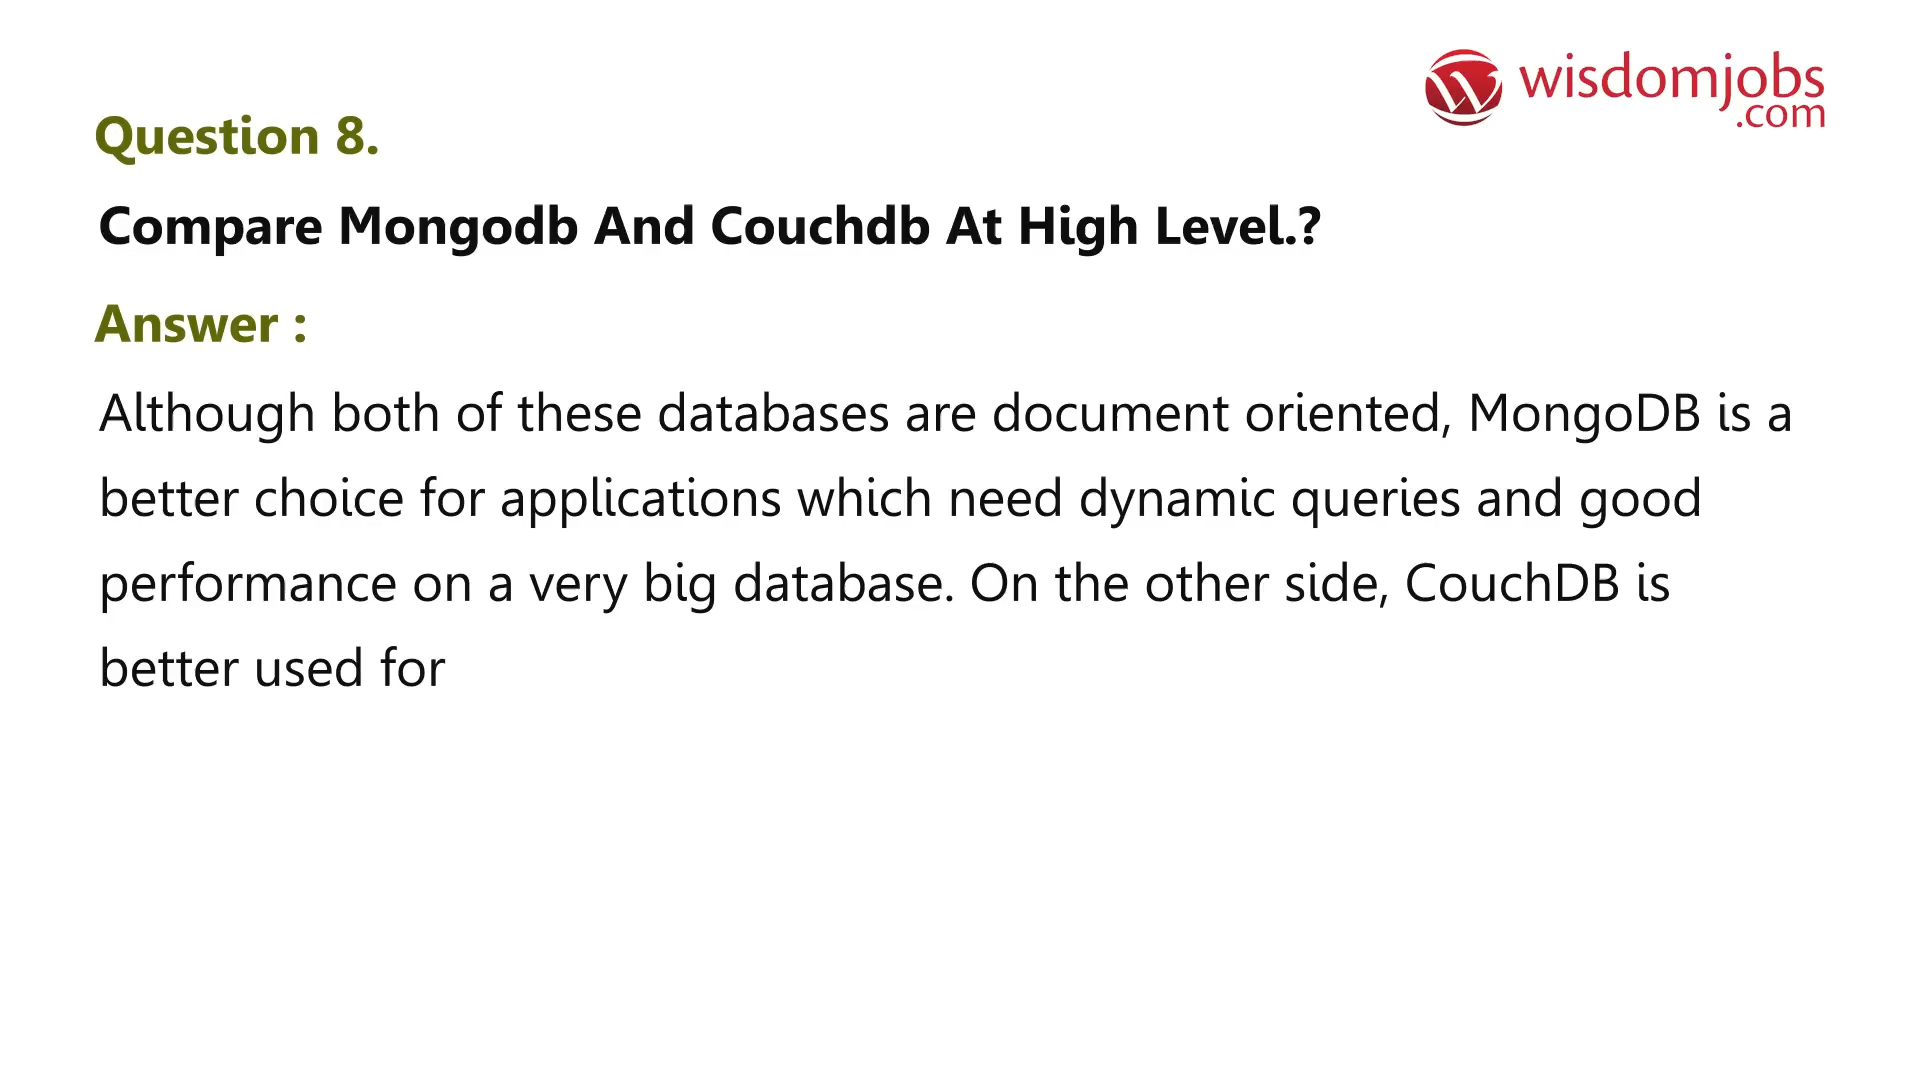 wisdomjobs
.com
Question 8.
Compare Mongodb And Couchdb At High Level.?
Answer :
Although both of these databases are document oriented, MongoDB is a
better choice for applications which need dynamic queries and good
performance on a very big database. On the other side, CouchDB is
better used for